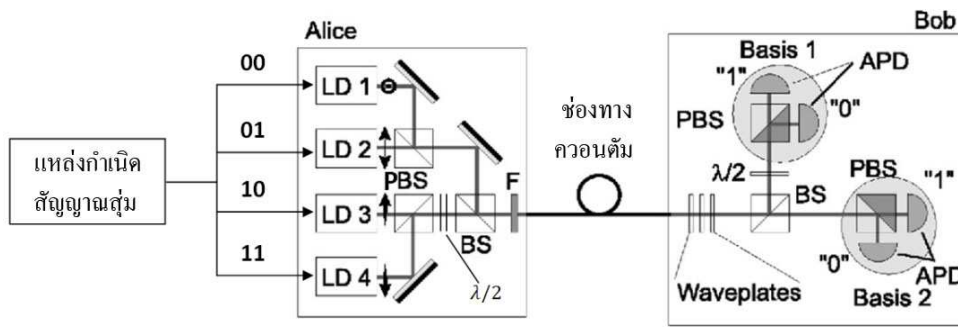 Alice
Bob
00
01
10
11
แหล่งกำเนิด
สัญญาณสุ่ม
LD 1
LD 2
LD 3
LD 4
PBS
BS
F
λ/2
ช่องทาง
ควอนตัม
Waveplates
Basis 1
"1"
APD
"0"
PBS
λ/2
BS
PBS
"1"
"0"
APD
Basis 2